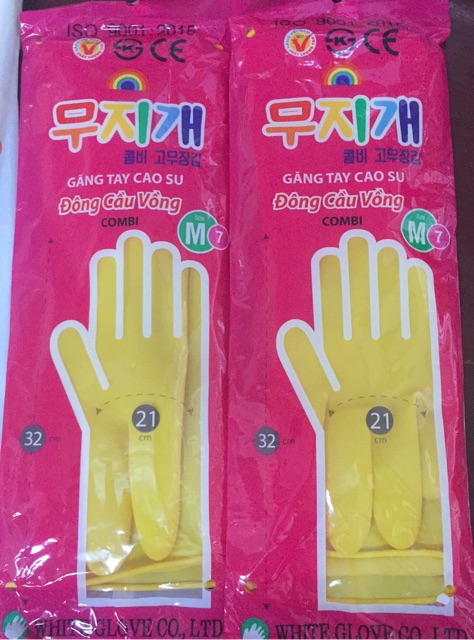 ISO 9001:2015
CE
무지개
콤비 고무장갑
GĂNG TAY CAO SU
Đông Cầu Vồng
COMBI
Size
M
7
21
cm
32 cm
WHITE GLOVE CO., LTD
ISO 9001:2015
CE
무지개
콤비 고무장갑
GĂNG TAY CAO SU
Đông Cầu Vồng
COMBI
Size
M
7
21
cm
32 cm
WHITE GLOVE CO., LTD